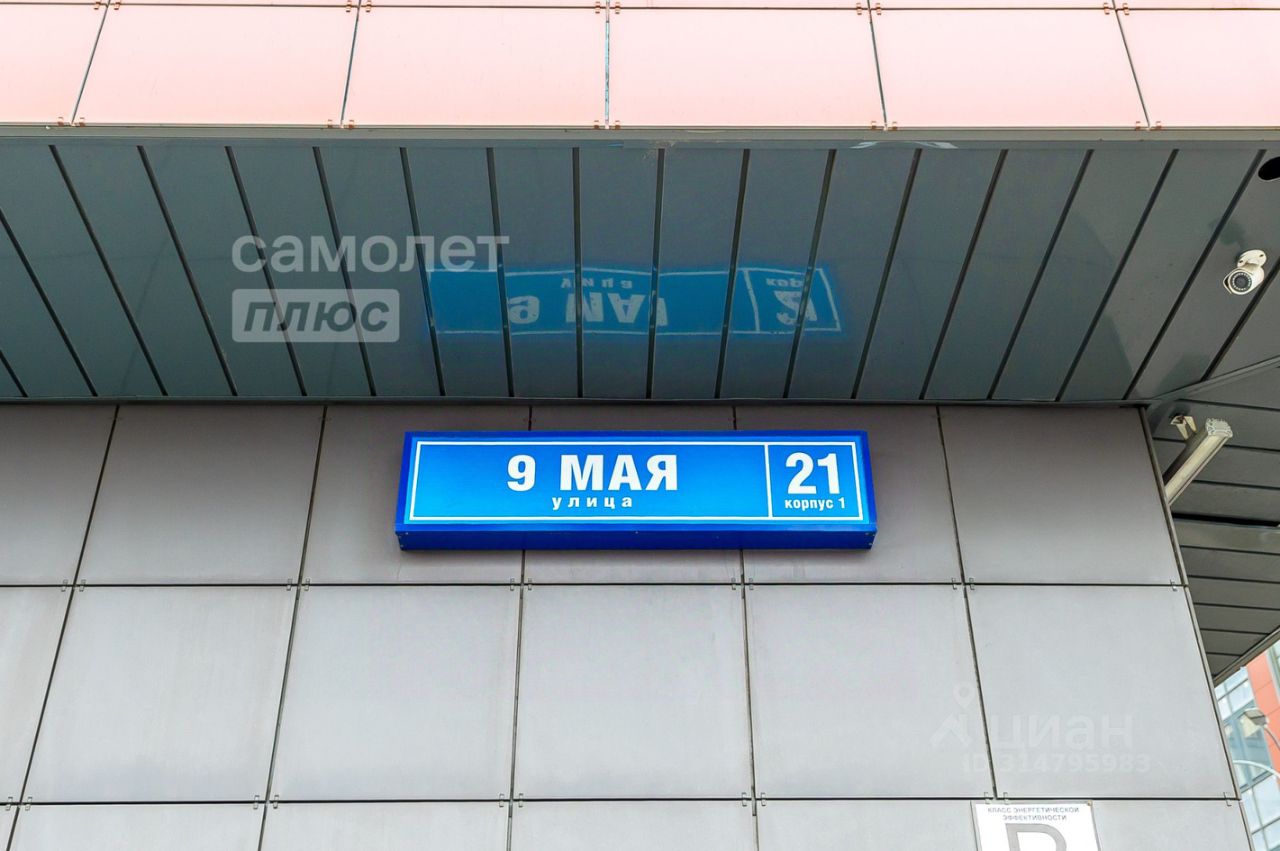 самолет
плюс
9 МАЯ
улица
21
корпус 1
циан
ID 314795983
КЛАСС ЭНЕРГЕТИЧЕСКОЙ
ЭФФЕКТИВНОСТИ